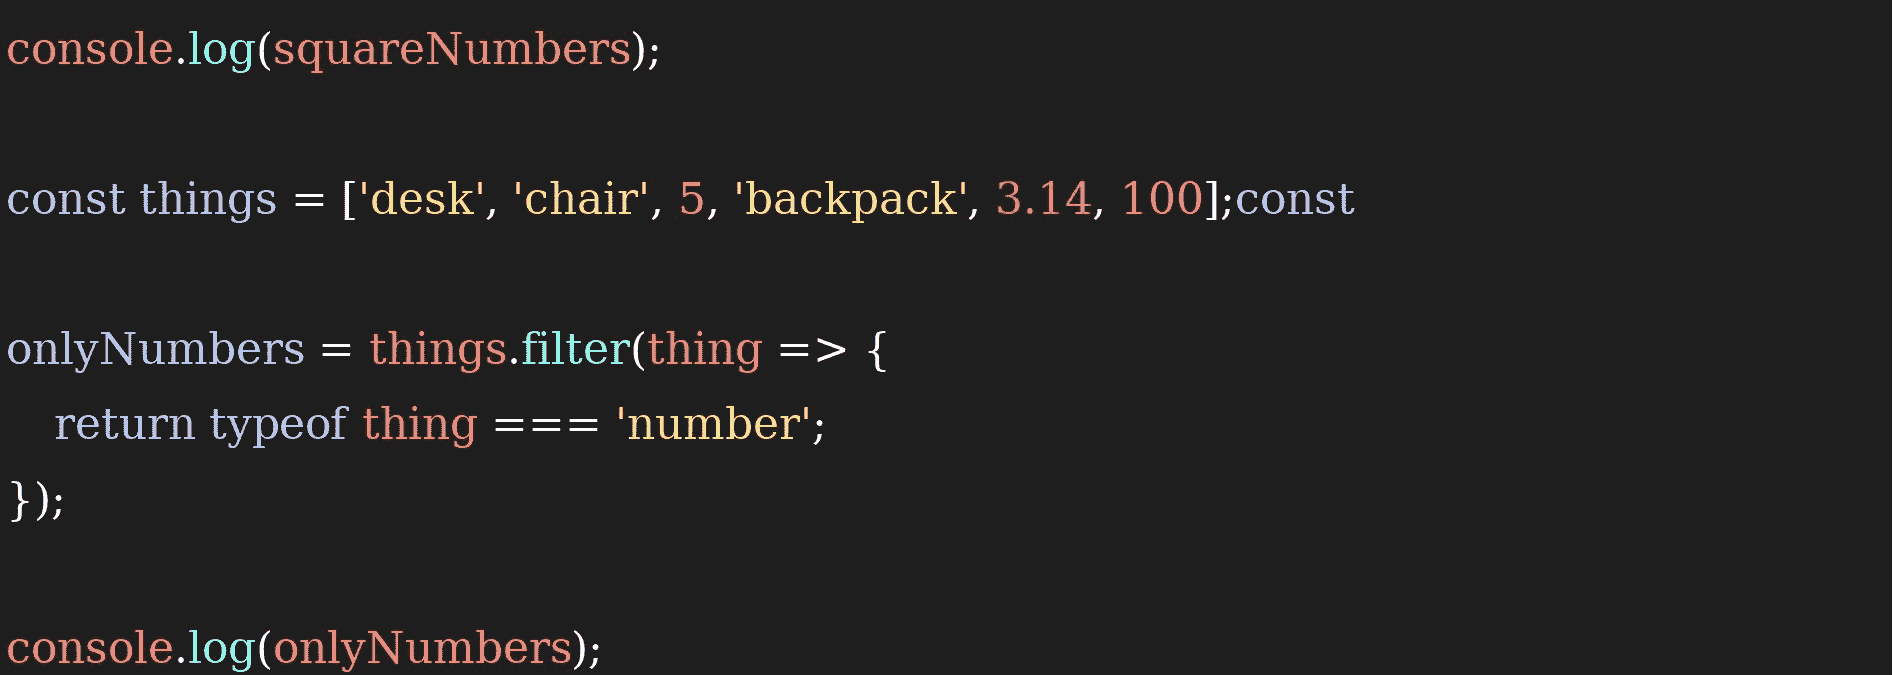 console.log(squareNumbers);
const things = ['desk', 'chair', 5, 'backpack', 3.14, 100];const
onlyNumbers = things.filter(thing => {
return typeof thing === 'number';
});
console.log(onlyNumbers);